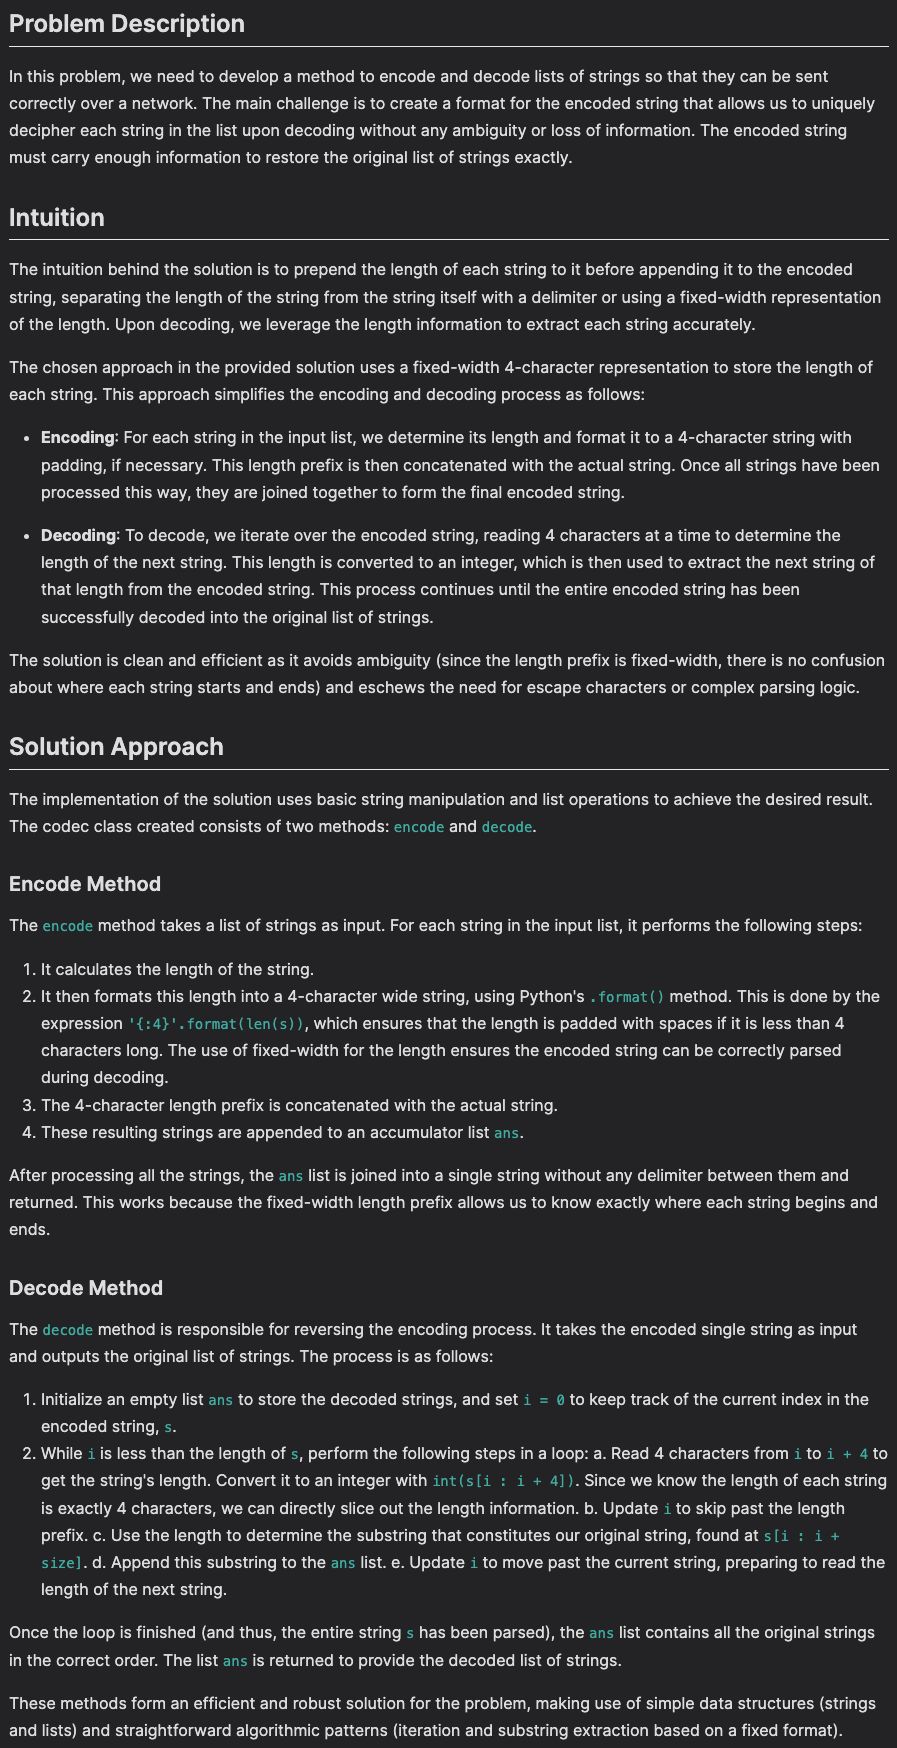 Problem Description
In this problem, we need to develop a method to encode and decode lists of strings so that they can be sent
correctly over a network. The main challenge is to create a format for the encoded string that allows us to uniquely
decipher each string in the list upon decoding without any ambiguity or loss of information. The encoded string
must carry enough information to restore the original list of strings exactly.
Intuition
The intuition behind the solution is to prepend the length of each string to it before appending it to the encoded
string, separating the length of the string from the string itself with a delimiter or using a fixed-width representation
of the length. Upon decoding, we leverage the length information to extract each string accurately.
The chosen approach in the provided solution uses a fixed-width 4-character representation to store the length of
each string. This approach simplifies the encoding and decoding process as follows:
• Encoding: For each string in the input list, we determine its length and format it to a 4-character string with
padding, if necessary. This length prefix is then concatenated with the actual string. Once all strings have been
processed this way, they are joined together to form the final encoded string.
• Decoding: To decode, we iterate over the encoded string, reading 4 characters at a time to determine the
length of the next string. This length is converted to an integer, which is then used to extract the next string of
that length from the encoded string. This process continues until the entire encoded string has been
successfully decoded into the original list of strings.
The solution is clean and efficient as it avoids ambiguity (since the length prefix is fixed-width, there is no confusion
about where each string starts and ends) and eschews the need for escape characters or complex parsing logic.
Solution Approach
The implementation of the solution uses basic string manipulation and list operations to achieve the desired result.
The codec class created consists of two methods: encode and decode.
Encode Method
The encode method takes a list of strings as input. For each string in the input list, it performs the following steps:
1. It calculates the length of the string.
2. It then formats this length into a 4-character wide string, using Python's .format() method. This is done by the
expression '{:4}'.format(len(s)), which ensures that the length is padded with spaces if it is less than 4
characters long. The use of fixed-width for the length ensures the encoded string can be correctly parsed
during decoding.
3. The 4-character length prefix is concatenated with the actual string.
4. These resulting strings are appended to an accumulator list ans.
After processing all the strings, the ans list is joined into a single string without any delimiter between them and
returned. This works because the fixed-width length prefix allows us to know exactly where each string begins and
ends.
Decode Method
The decode method is responsible for reversing the encoding process. It takes the encoded single string as input
and outputs the original list of strings. The process is as follows:
1. Initialize an empty list ans to store the decoded strings, and set i = 0 to keep track of the current index in the
encoded string, s.
2. While i is less than the length of s, perform the following steps in a loop: a. Read 4 characters from i to i + 4 to
get the string's length. Convert it to an integer with int(s[i : i + 4]). Since we know the length of each string
is exactly 4 characters, we can directly slice out the length information. b. Update i to skip past the length
prefix. c. Use the length to determine the substring that constitutes our original string, found at s[i : i +
size]. d. Append this substring to the ans list. e. Update i to move past the current string, preparing to read the
length of the next string.
Once the loop is finished (and thus, the entire string s has been parsed), the ans list contains all the original strings
in the correct order. The list ans is returned to provide the decoded list of strings.
These methods form an efficient and robust solution for the problem, making use of simple data structures (strings
and lists) and straightforward algorithmic patterns (iteration and substring extraction based on a fixed format).